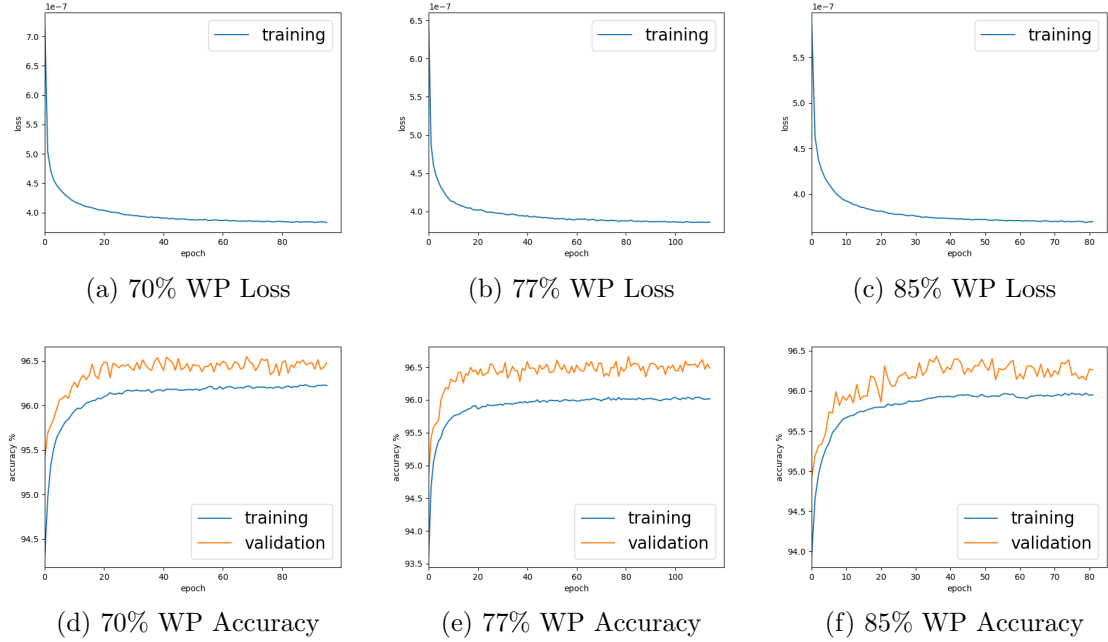 1e−7
7.0
6.5
6.0
5.5
5.0
4.5
4.0
loss
0 20 40 60 80
epoch
training
(a) 70% WP Loss
1e−7
6.5
6.0
5.5
5.0
4.5
4.0
loss
0 20 40 60 80 100
epoch
training
(b) 77% WP Loss
1e−7
5.5
5.0
4.5
4.0
loss
0 10 20 30 40 50 60 70 80
epoch
training
(c) 85% WP Loss
96.5
96.0
95.5
95.0
94.5
accuracy %
0 20 40 60 80
epoch
training
validation
(d) 70% WP Accuracy
96.5
96.0
95.5
95.0
94.5
94.0
93.5
accuracy %
0 20 40 60 80 100
epoch
training
validation
(e) 77% WP Accuracy
96.5
96.0
95.5
95.0
94.5
94.0
accuracy %
0 10 20 30 40 50 60 70 80
epoch
training
validation
(f) 85% WP Accuracy